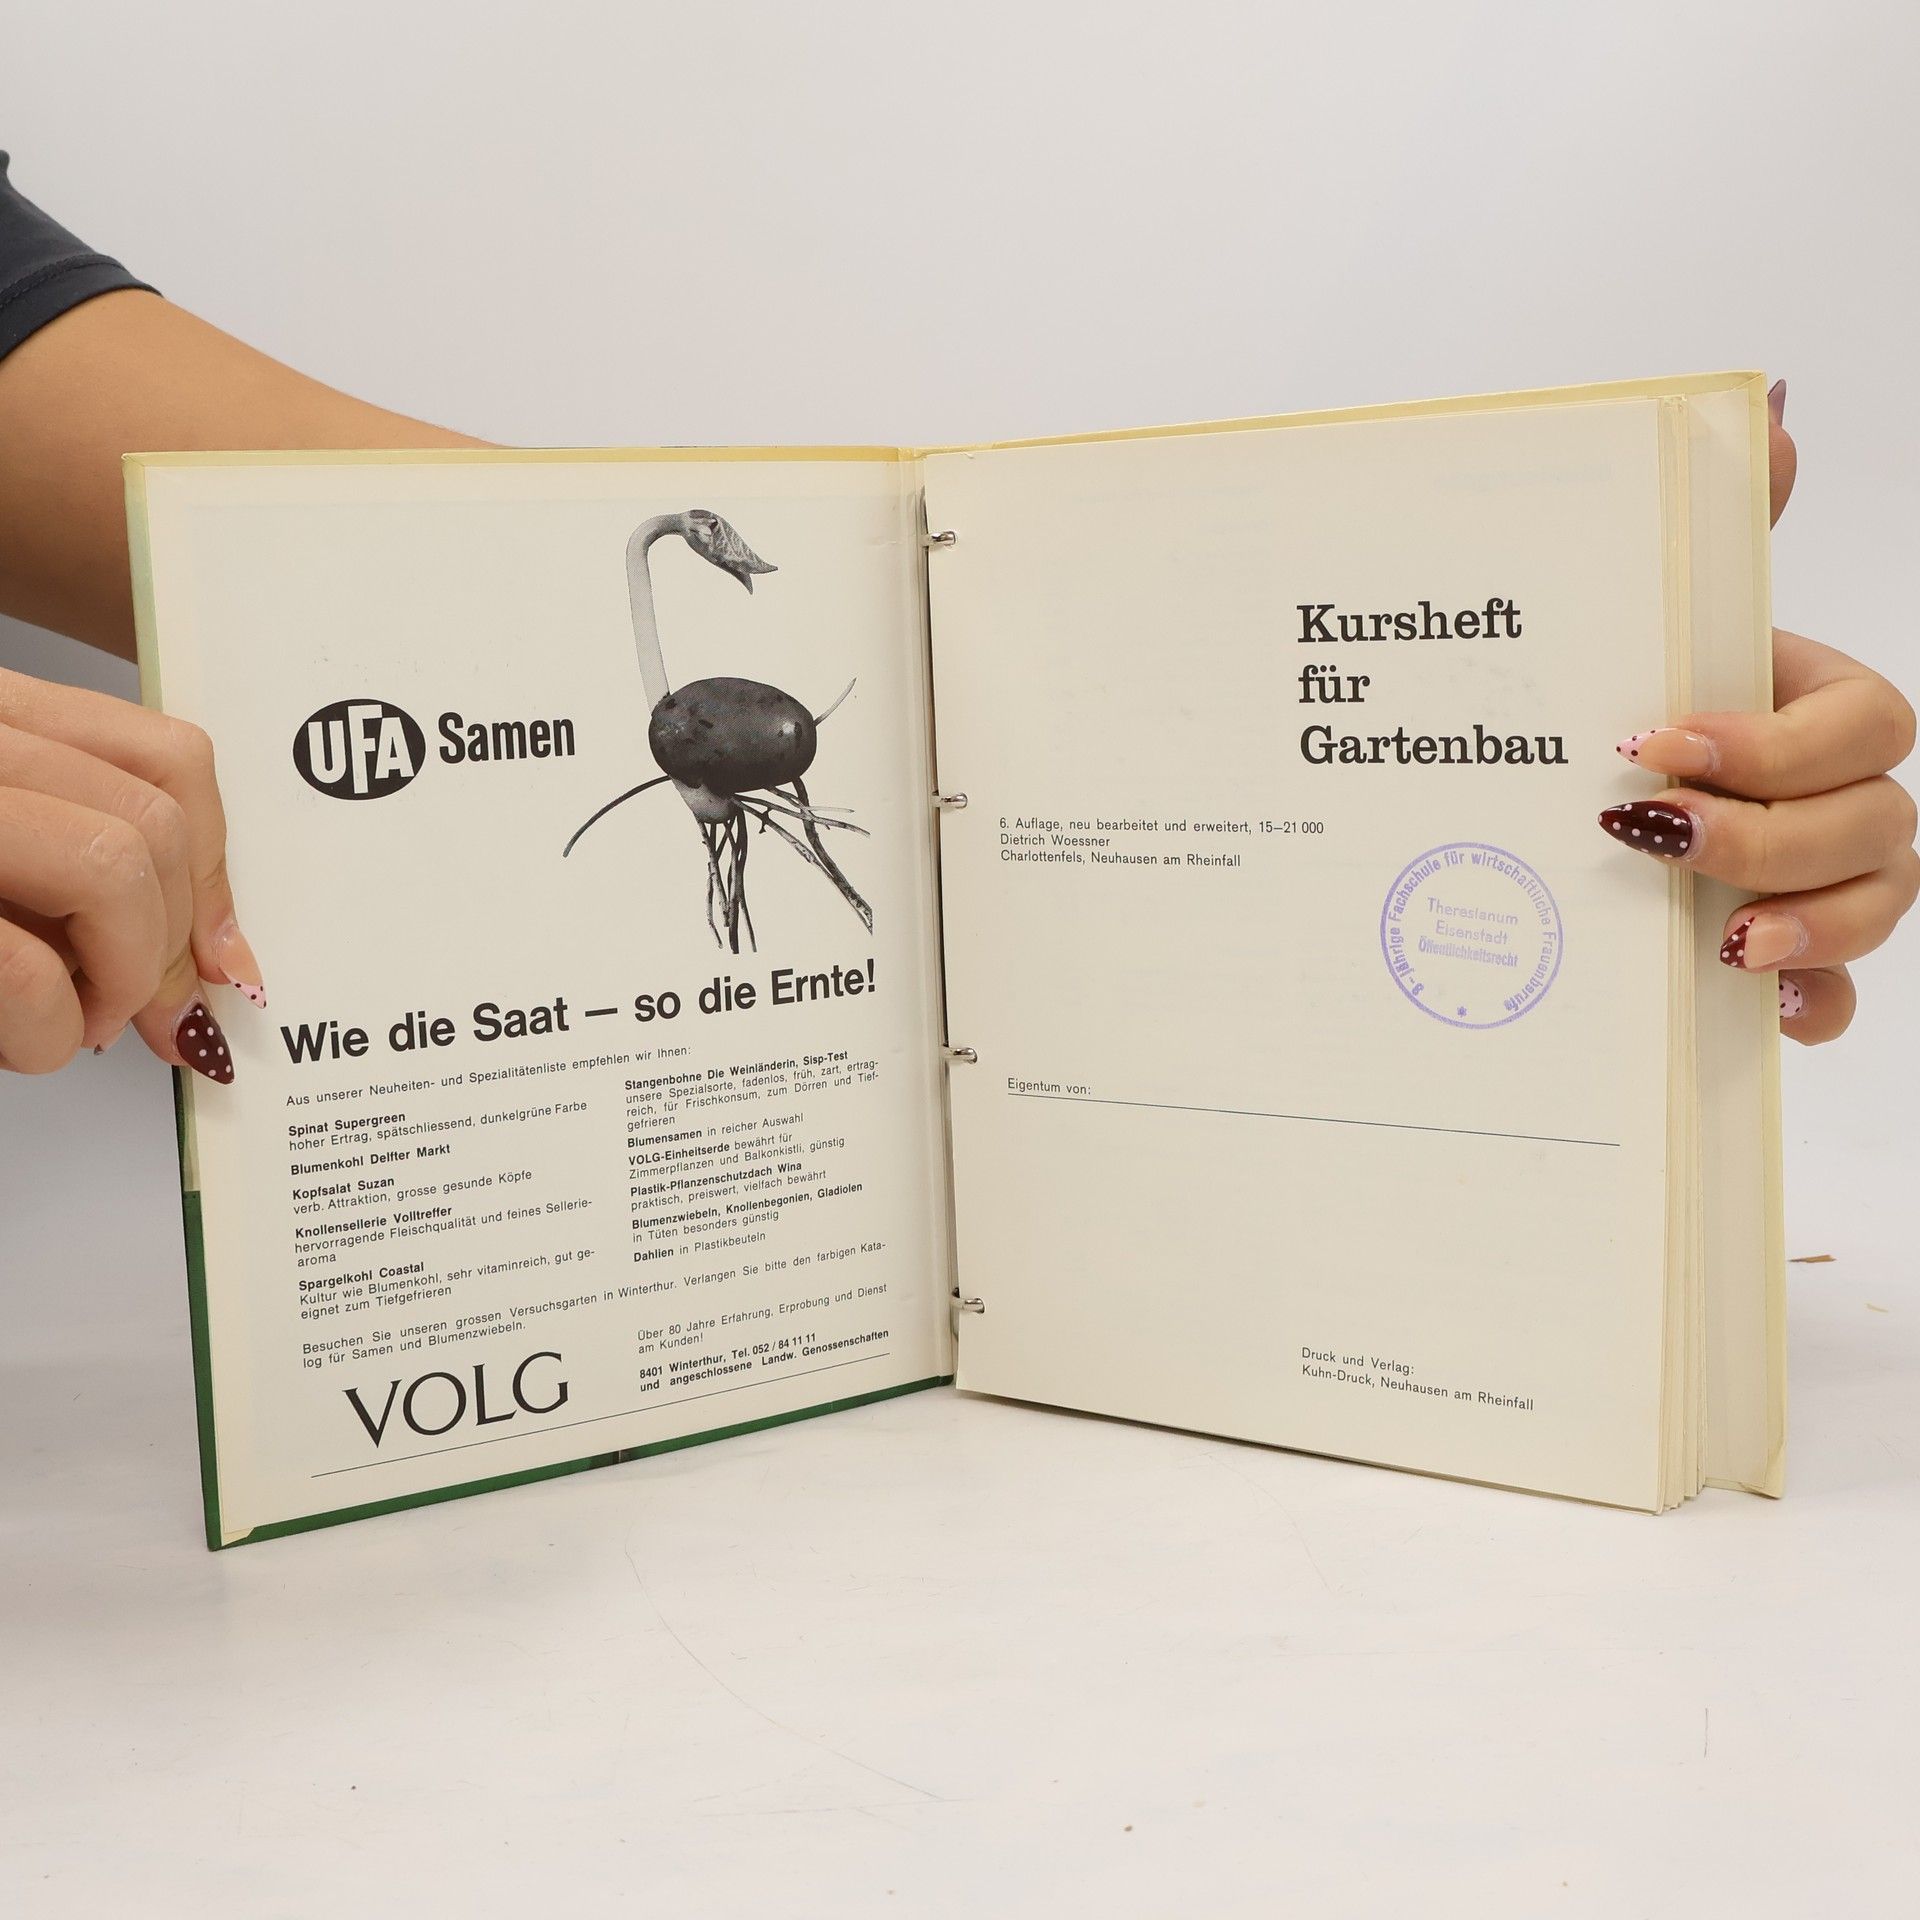 UFA Samen
Wie die Saat – so die Ernte!
Aus unserer Neuheiten- und Spezialitätenliste empfehlen wir Ihnen:
Spinat Supergreen
hoher Ertrag, spätschliessend, dunkelgrüne Farbe
Blumenkohl Delfter Markt
Kopfsalat Suzan
verb. Attraktion, grosse gesunde Köpfe
Knollensellerie Volltreffer
hervorragende Fleischqualität und feines Sellerie-
aroma
Spargelkohl Coastal
Kultur wie Blumenkohl, sehr vitaminreich, gut ge-
eignet zum Tiefgefrieren
Stangenbohne Die Weinländerin, Sisp-Test
unsere Spezialsorte, fadenlos, früh, zart, ertrag-
reich, für Frischkonsum, zum Dörren und Tief-
gefrieren
Blumensamen in reicher Auswahl
VOLG-Einheitserde bewährt für
Zimmerpflanzen und Balkonkistli, günstig
Plastik-Pflanzenschutzdach Wina
praktisch, preiswert, vielfach bewährt
Blumenzwiebeln, Knollenbegonien, Gladiolen
in Tüten besonders günstig
Dahlien in Plastikbeuteln
Besuchen Sie unseren grossen Versuchsgarten in Winterthur. Verlangen Sie bitte den farbigen Kata-
log für Samen und Blumenzwiebeln.
VOLG
Über 80 Jahre Erfahrung, Erprobung und Dienst
am Kunden!
8401 Winterthur, Tel. 052 / 84 11 11
und angeschlossene Landw. Genossenschaften
Kursheft
für
Gartenbau
6. Auflage, neu bearbeitet und erweitert, 15–21 000
Dietrich Woessner
Charlottenfels, Neuhausen am Rheinfall
3-jährige Fachschule für wirtschaftliche Frauenberufe
Theresianum
Eisenstadt
Öffentlichkeitsrecht
Eigentum von:
Druck und Verlag:
Kuhn-Druck, Neuhausen am Rheinfall